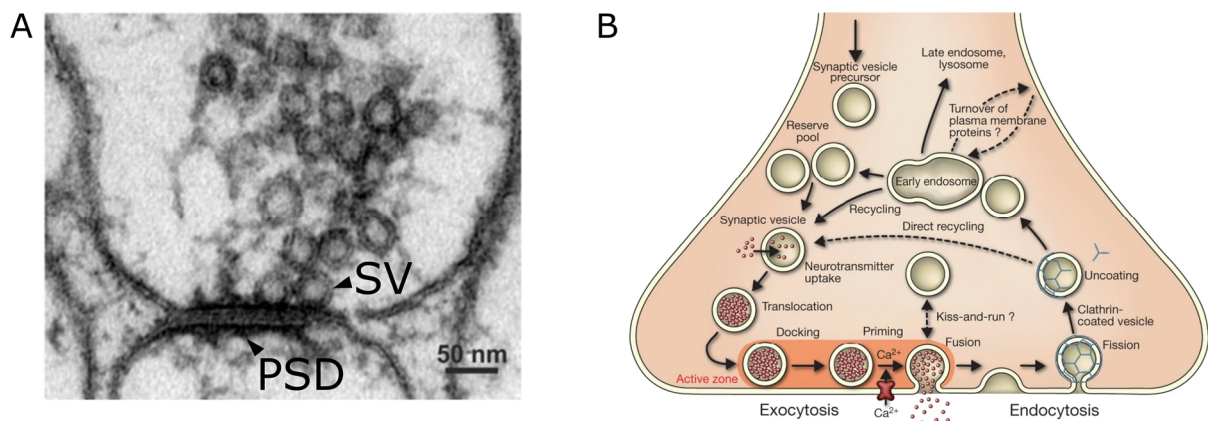 A
SV
PSD
50 nm
B
Late endosome,
lysosome
Synaptic vesicle
precursor
Turnover of
plasma membrane
proteins ?
Reserve
pool
Early endosome
Recycling
Synaptic vesicle
Direct recycling
Neurotransmitter
uptake
Uncoating
Translocation
Kiss-and-run ?
Clathrin-
coated vesicle
Docking
Priming
Fusion
Fission
Ca²⁺
Active zone
Ca²⁺
Exocytosis
Endocytosis